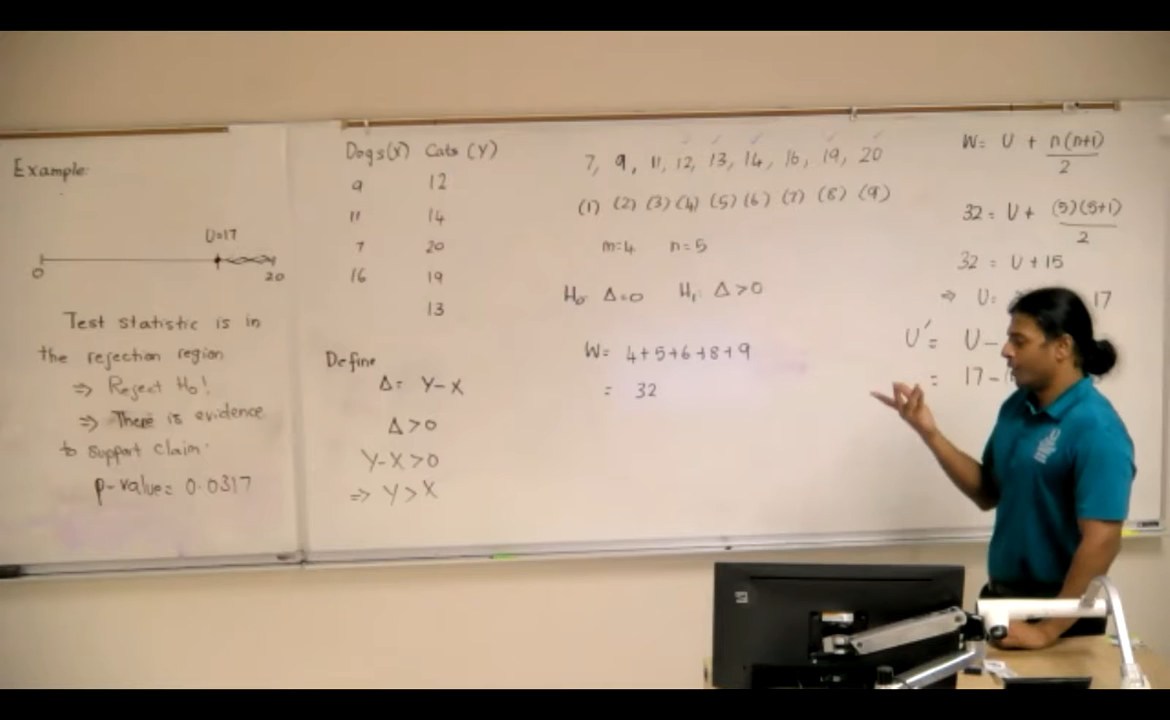 Example:
U=17
0
20
Test statistic is in
the rejection region
⇒ Reject Ho!
⇒ There is evidence
to support claim.
p-value = 0.0317
Dogs(X) Cats (Y)
9 12
11 14
7 20
16 19
13
Define
Δ= Y-X
Δ>0
Y-X>0
⇒ Y>X
7, 9, 11, 12, 13, 14, 16, 19, 20
(1) (2) (3) (4) (5) (6) (7) (8) (9)
m=4 n=5
Ho: Δ=0 H1: Δ>0
W= 4+5+6+8+9
= 32
W= U + n(n+1)/2
32 = U + (5)(5+1)/2
32 = U+15
⇒ U= 17
U'= U-
= 17-